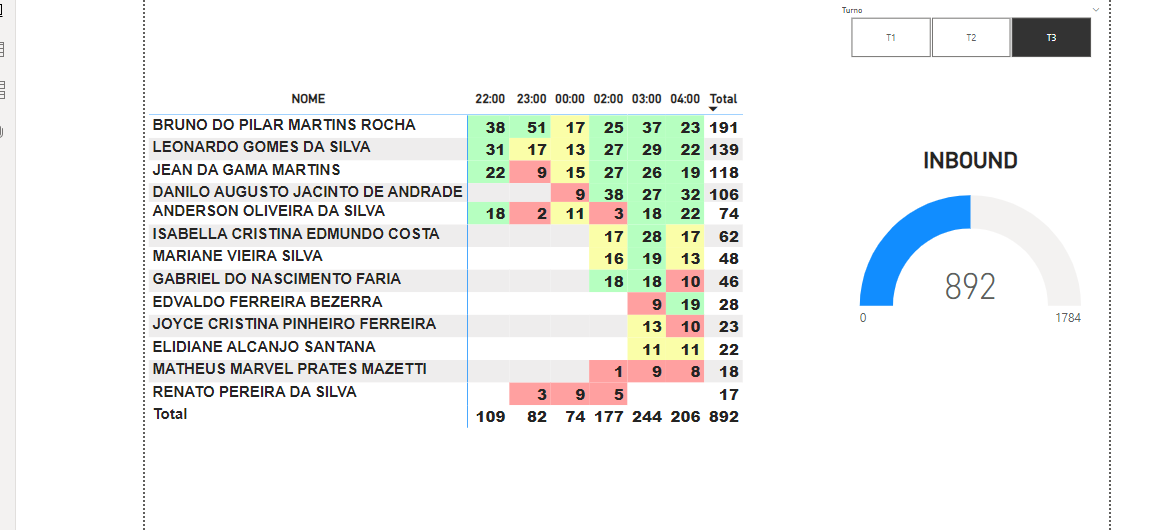 Turno
T1 T2 T3
NOME 22:00 23:00 00:00 02:00 03:00 04:00 Total
BRUNO DO PILAR MARTINS ROCHA 38 51 17 25 37 23 191
LEONARDO GOMES DA SILVA 31 17 13 27 29 22 139
JEAN DA GAMA MARTINS 22 9 15 27 26 19 118
DANILO AUGUSTO JACINTO DE ANDRADE 9 38 27 32 106
ANDERSON OLIVEIRA DA SILVA 18 2 11 3 18 22 74
ISABELLA CRISTINA EDMUNDO COSTA 17 28 17 62
MARIANE VIEIRA SILVA 16 19 13 48
GABRIEL DO NASCIMENTO FARIA 18 18 10 46
EDVALDO FERREIRA BEZERRA 9 19 28
JOYCE CRISTINA PINHEIRO FERREIRA 13 10 23
ELIDIANE ALCANJO SANTANA 11 11 22
MATHEUS MARVEL PRATES MAZETTI 1 9 8 18
RENATO PEREIRA DA SILVA 3 9 5 17
Total 109 82 74 177 244 206 892
INBOUND
892
0 1784